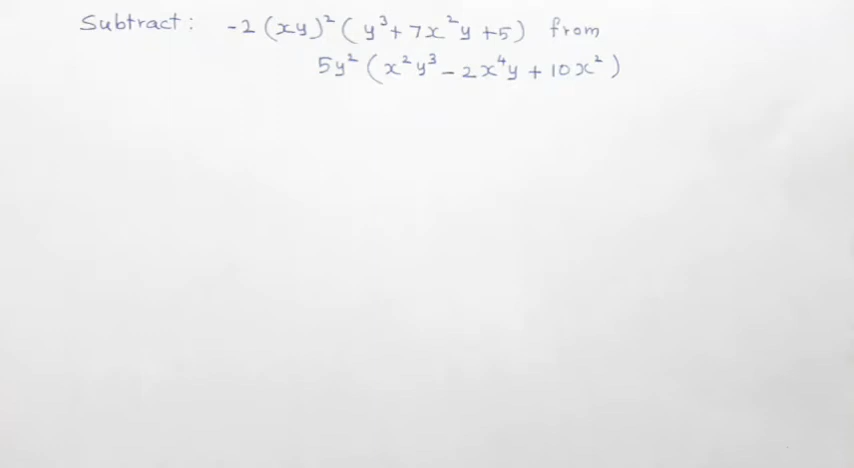 Subtract: -2 (xy)² (y³ + 7x²y + 5) from
5y² (x²y³ - 2x⁴y + 10x²)